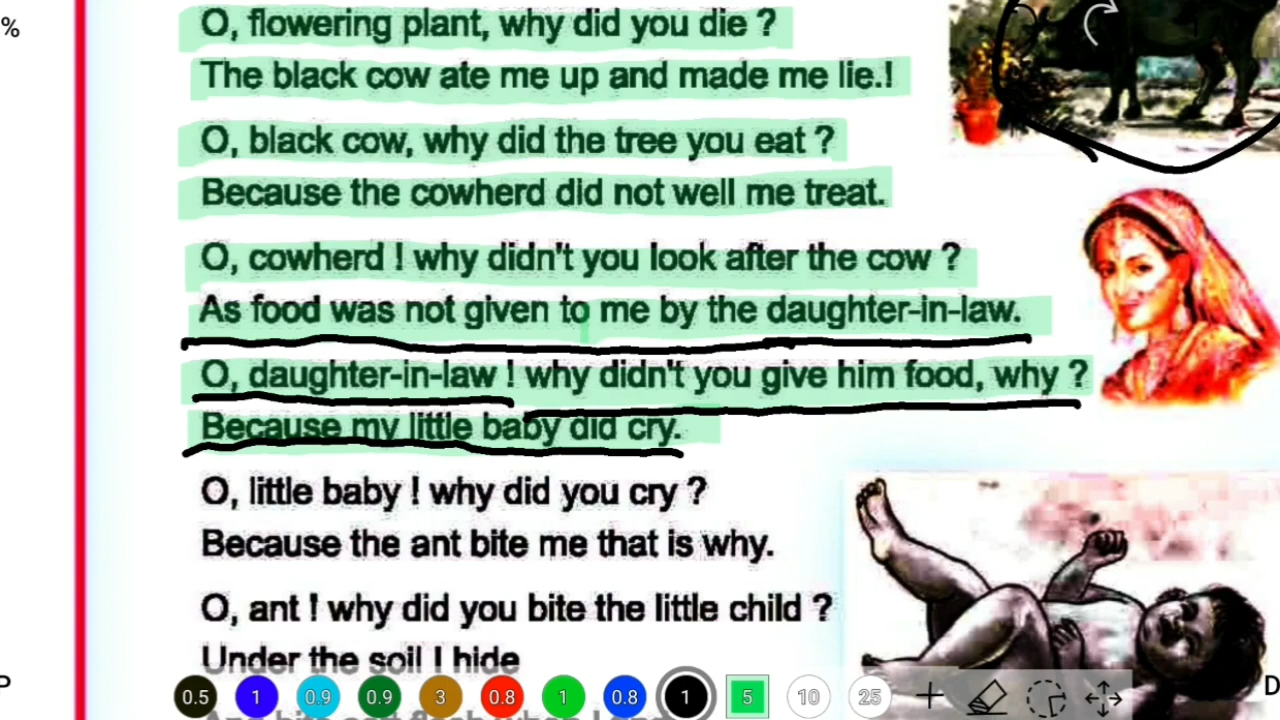 %
O, flowering plant, why did you die ?
The black cow ate me up and made me lie.!
O, black cow, why did the tree you eat ?
Because the cowherd did not well me treat.
O, cowherd ! why didn't you look after the cow ?
As food was not given to me by the daughter-in-law.
O, daughter-in-law ! why didn't you give him food, why ?
Because my little baby did cry.
O, little baby ! why did you cry ?
Because the ant bite me that is why.
O, ant ! why did you bite the little child ?
Under the soil I hide
P
D
0.5 1 0.9 0.9 3 0.8 1 0.8 1 5 10 25